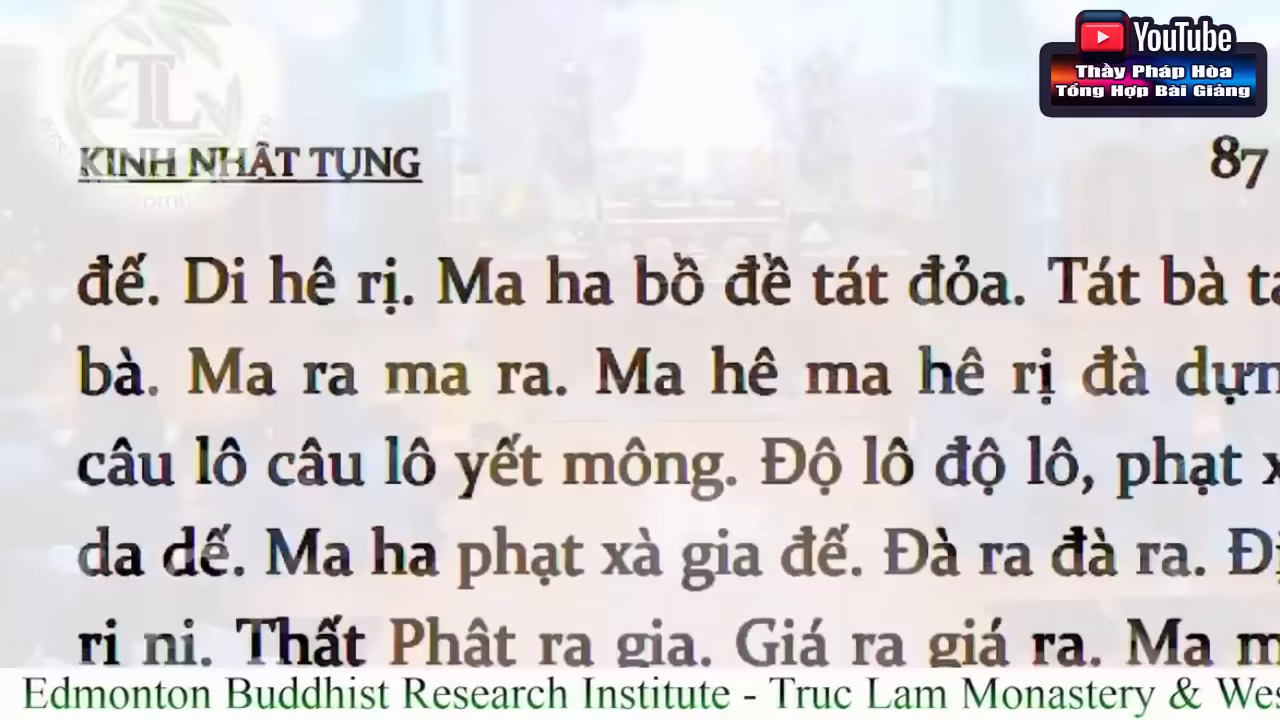 YouTube
Thầy Pháp Hòa
Tổng Hợp Bài Giảng
TL
KINH NHẬT TỤNG
87
đế. Di hê rị. Ma ha bồ đề tát đỏa. Tát bà
bà. Ma ra ma ra. Ma hê ma hê rị đà
câu lô câu lô yết mông. Độ lô độ lô, phạt
da dế. Ma ha phạt xà gia đế. Đà ra đà ra.
rị ni. Thất Phật ra gia. Giá ra giá ra. Ma
Edmonton Buddhist Research Institute - Truc Lam Monastery &